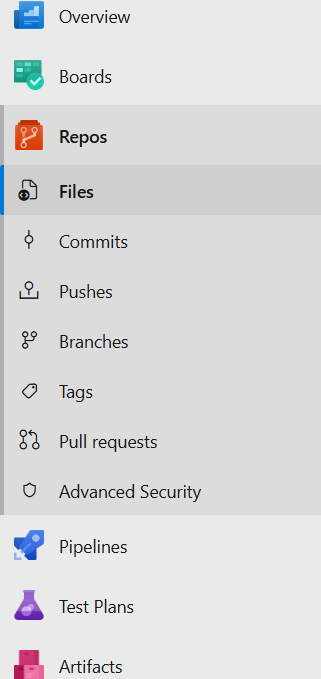 Overview
Boards
Repos
Files
Commits
Pushes
Branches
Tags
Pull requests
Advanced Security
Pipelines
Test Plans
Artifacts